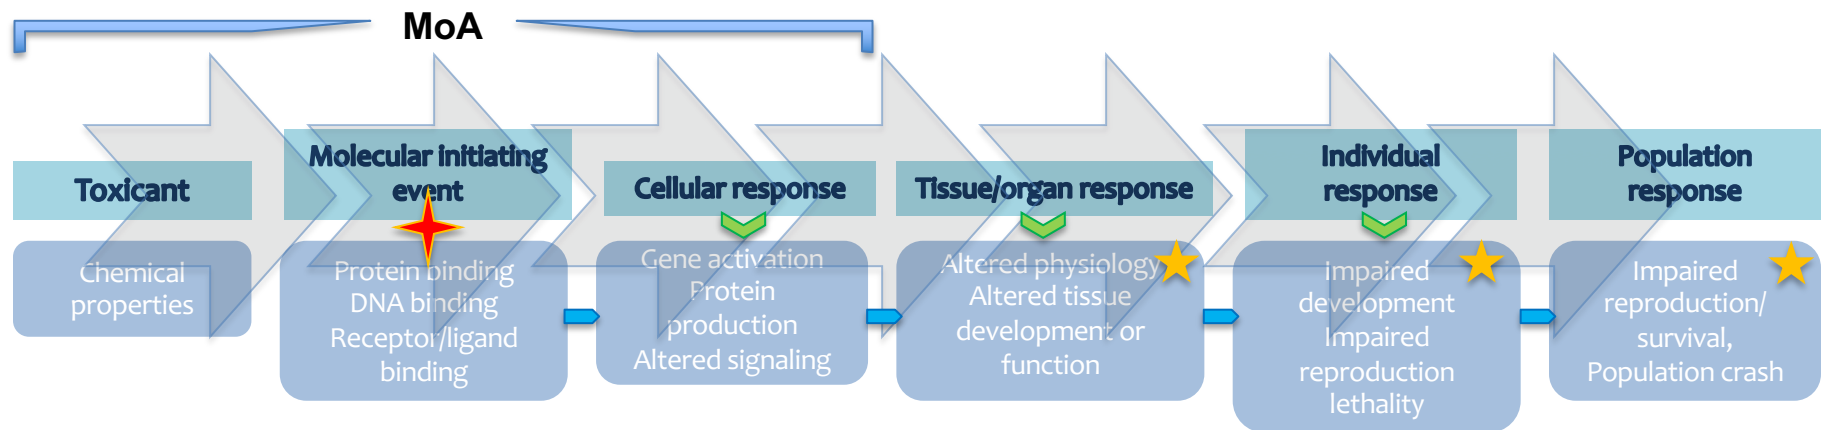 MoA
Toxicant
Chemical
properties
Molecular initiating
event
Protein binding
DNA binding
Receptor/ligand
binding
Cellular response
Gene activation
Protein
production
Altered signaling
Tissue/organ response
Altered physiology
Altered tissue
development or
function
Individual
response
Impaired
development
Impaired
reproduction
lethality
Population
response
Impaired
reproduction/
survival,
Population crash